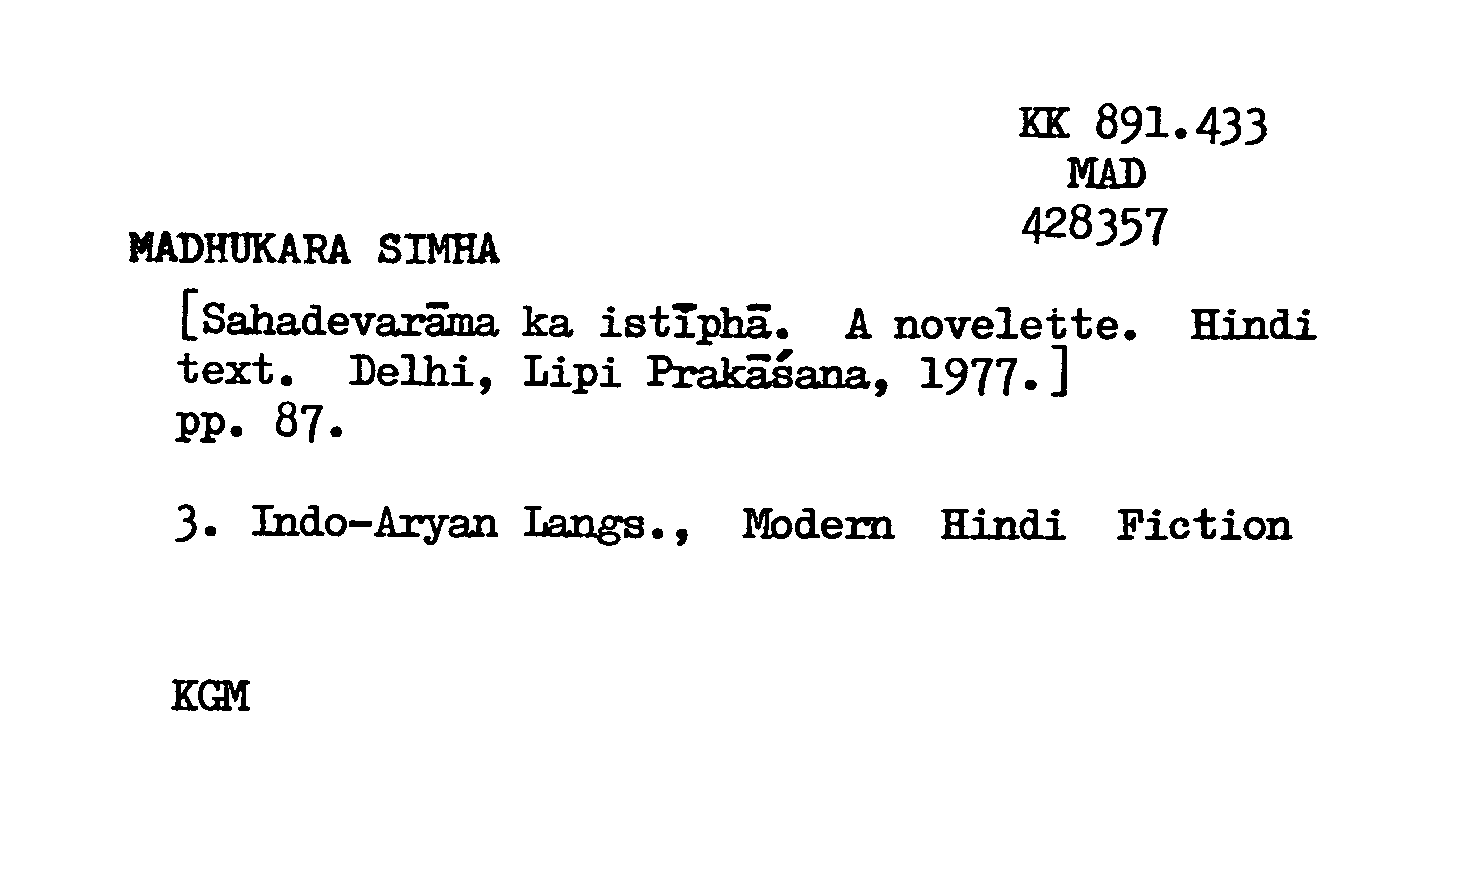 KK 891.433
MAD
428357
MADHUKARA SIMHA
[Sahadevarāma ka istīphā. A novelette. Hindi
text. Delhi, Lipi Prakāśana, 1977.]
pp. 87.
3. Indo-Aryan Langs., Modern Hindi Fiction
KGM